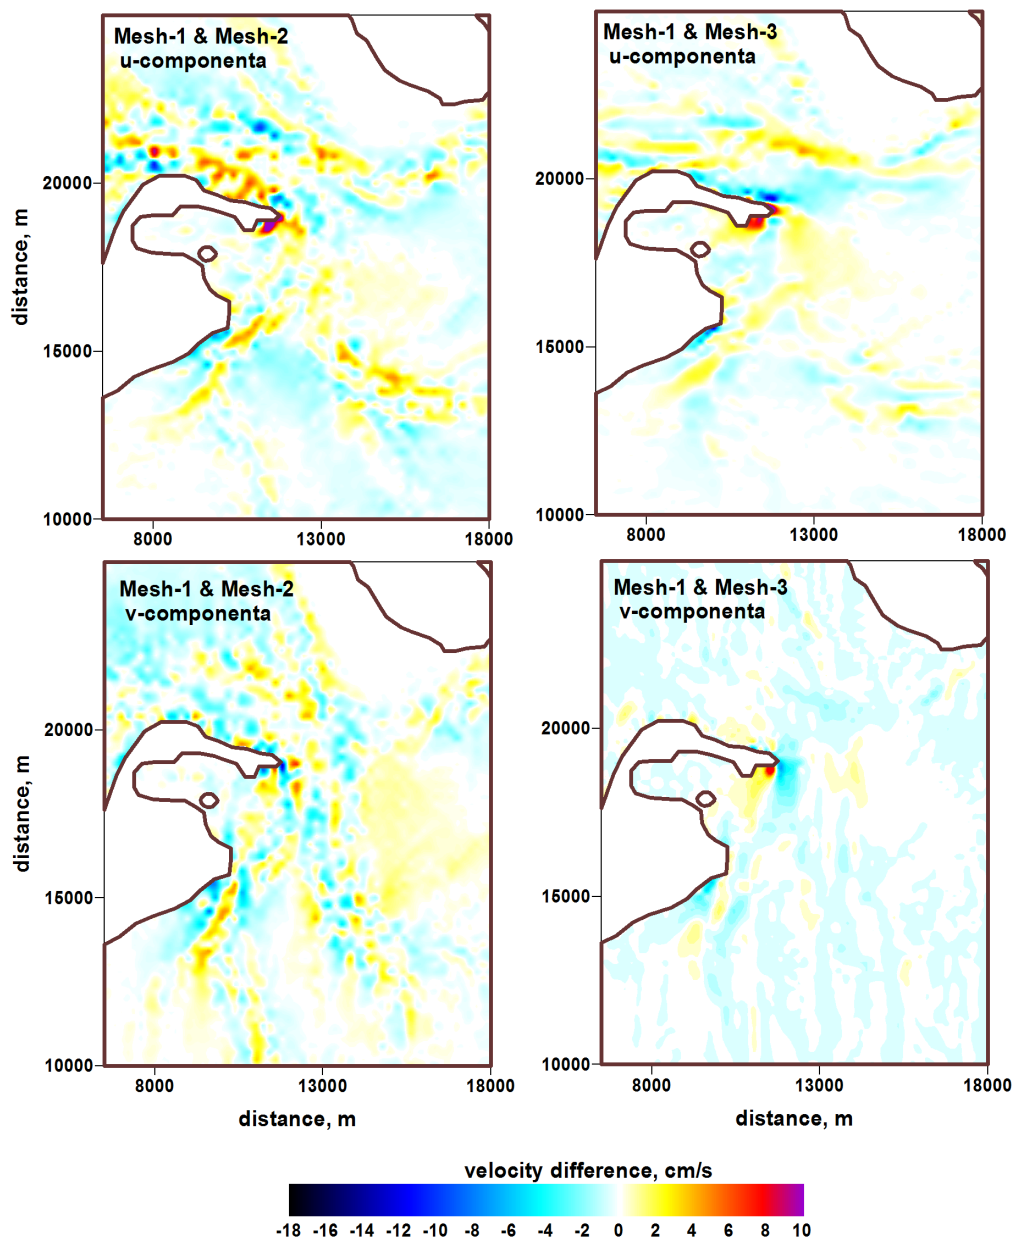 Mesh-1 & Mesh-2
u-componenta
Mesh-1 & Mesh-3
u-componenta
distance, m
20000
15000
10000
8000
13000
18000
20000
15000
10000
8000
13000
18000
Mesh-1 & Mesh-2
v-componenta
Mesh-1 & Mesh-3
v-componenta
distance, m
20000
15000
10000
8000
13000
18000
distance, m
20000
15000
10000
8000
13000
18000
distance, m
velocity difference, cm/s
-18 -16 -14 -12 -10 -8 -6 -4 -2 0 2 4 6 8 10